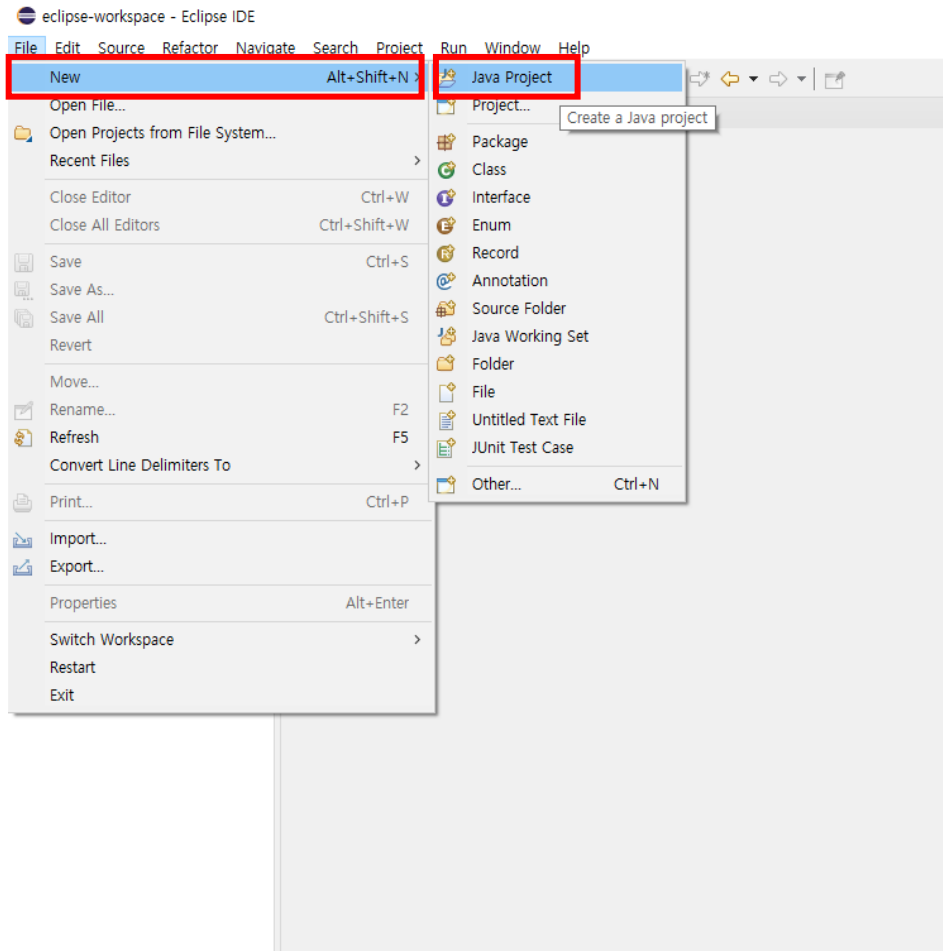 eclipse-workspace - Eclipse IDE
File Edit Source Refactor Navigate Search Project Run Window Help
New Alt+Shift+N >
Open File...
Open Projects from File System...
Recent Files >
Close Editor Ctrl+W
Close All Editors Ctrl+Shift+W
Save Ctrl+S
Save As...
Save All Ctrl+Shift+S
Revert
Move...
Rename... F2
Refresh F5
Convert Line Delimiters To >
Print... Ctrl+P
Import...
Export...
Properties Alt+Enter
Switch Workspace >
Restart
Exit
Java Project
Project...
Create a Java project
Package
Class
Interface
Enum
Record
Annotation
Source Folder
Java Working Set
Folder
File
Untitled Text File
JUnit Test Case
Other... Ctrl+N